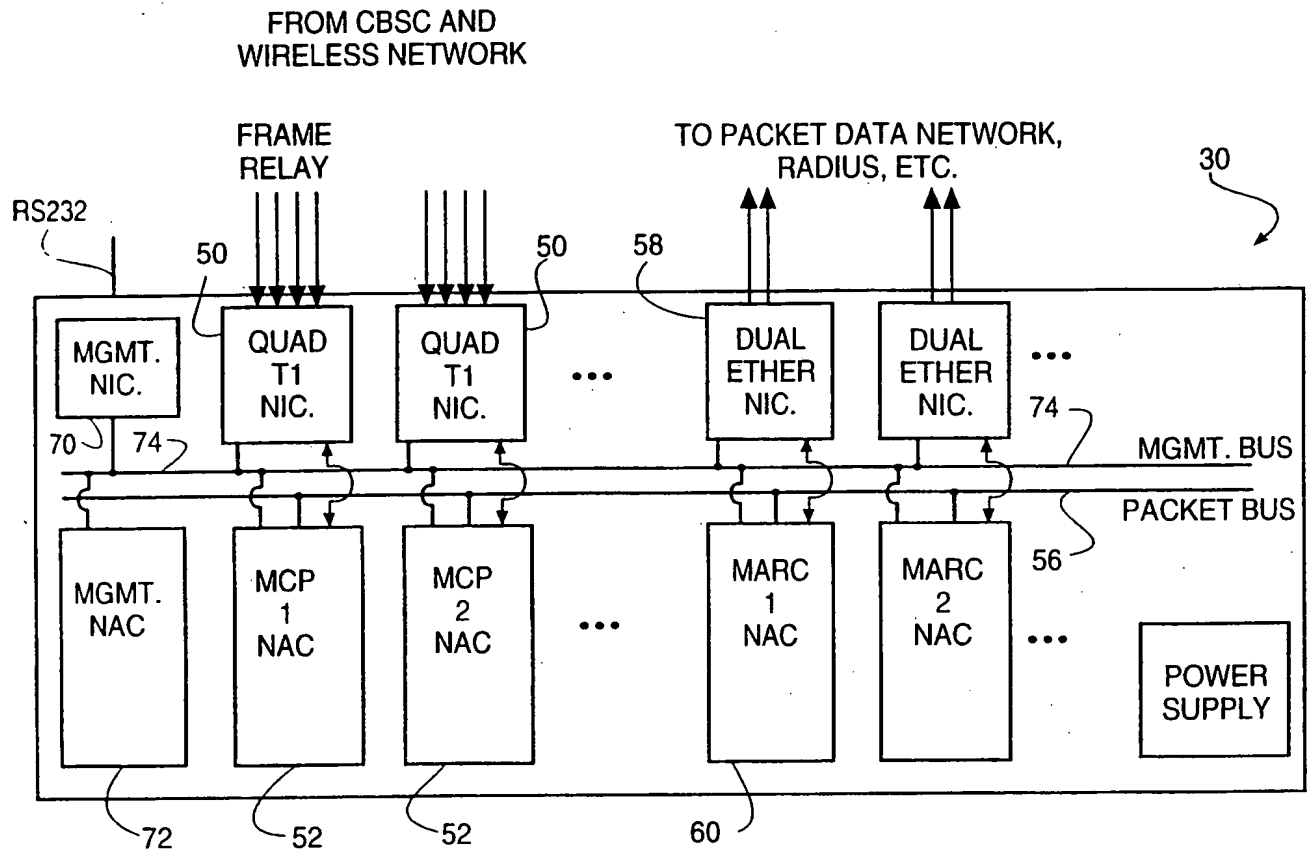 FROM CBSC AND
WIRELESS NETWORK
FRAME
RELAY
TO PACKET DATA NETWORK,
RADIUS, ETC.
30
RS232
50
50
58
MGMT.
NIC.
QUAD
T1
NIC.
QUAD
T1
NIC.
•••
DUAL
ETHER
NIC.
DUAL
ETHER
NIC.
•••
70
74
74
MGMT. BUS
PACKET BUS
56
MGMT.
NAC
MCP
1
NAC
MCP
2
NAC
•••
MARC
1
NAC
MARC
2
NAC
•••
POWER
SUPPLY
72
52
52
60